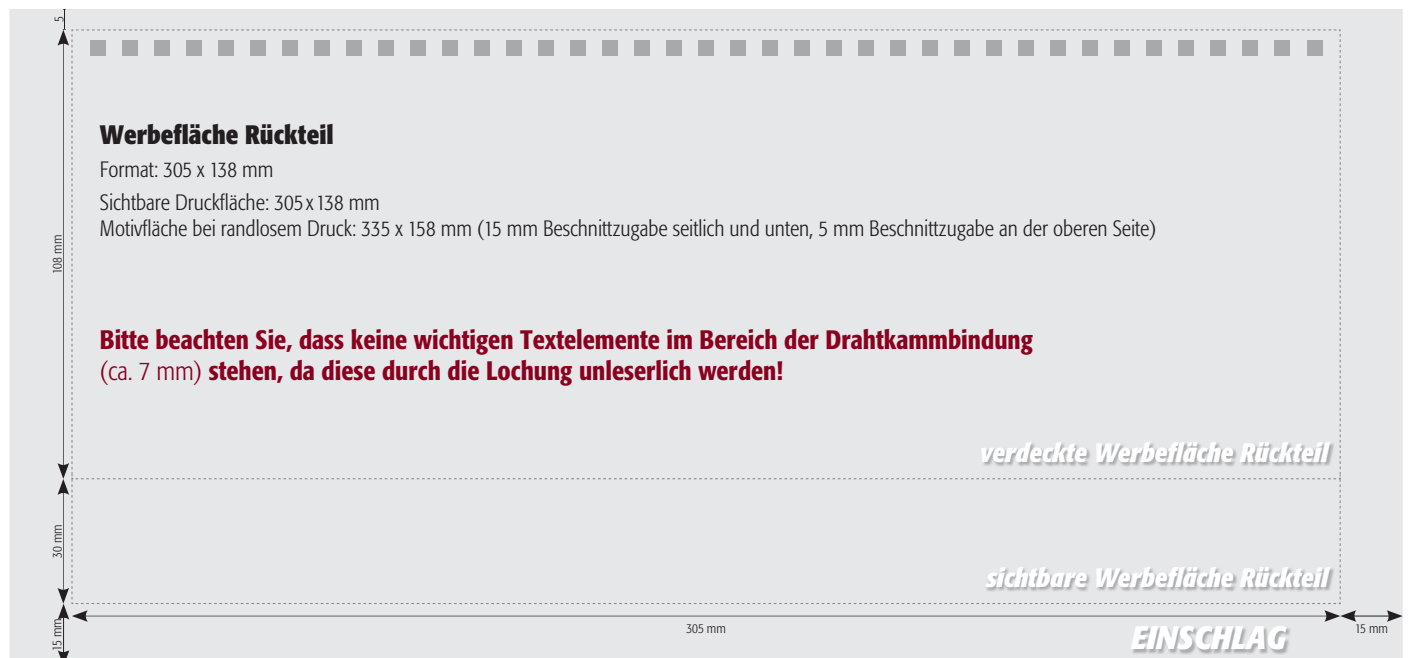 5
Werbefläche Rückteil
Format: 305 x 138 mm
Sichtbare Druckfläche: 305 x 138 mm
Motivfläche bei randlosem Druck: 335 x 158 mm (15 mm Beschnittzugabe seitlich und unten, 5 mm Beschnittzugabe an der oberen Seite)
108 mm
Bitte beachten Sie, dass keine wichtigen Textelemente im Bereich der Drahtkammbindung
(ca. 7 mm) stehen, da diese durch die Lochung unleserlich werden!
verdeckte Werbefläche Rückteil
30 mm
sichtbare Werbefläche Rückteil
15 mm
305 mm
15 mm
EINSCHLAG